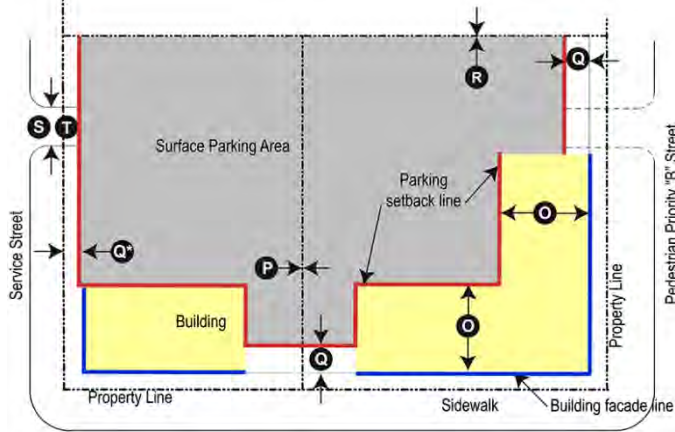 Q
R
S T
Surface Parking Area
Parking
setback line
O
Service Street
Q*
P
Pedestrian Priority "B" Street
Building
O
Q
Property Line
Property Line
Sidewalk
Building facade line